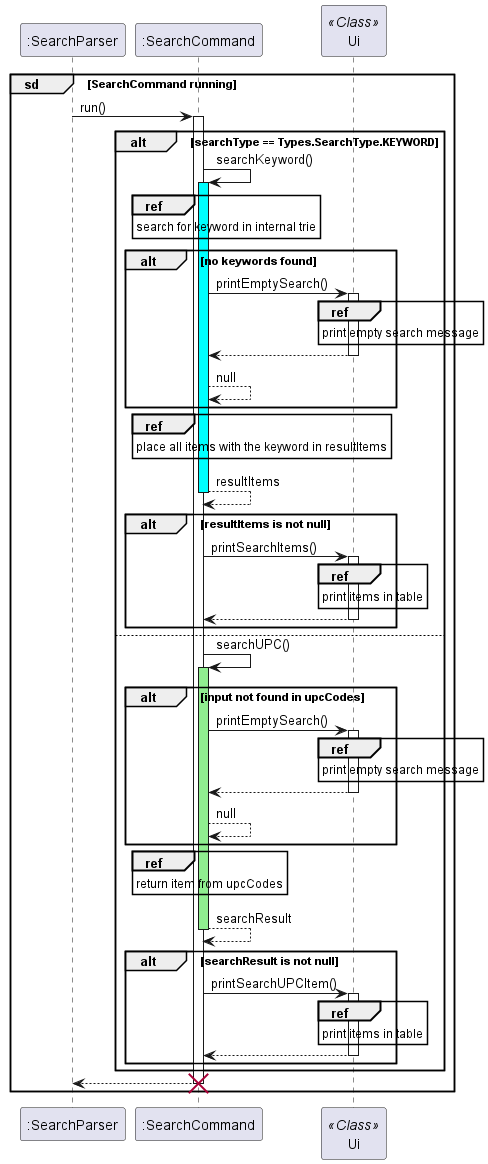 «Class»
:SearchParser :SearchCommand Ui
sd [SearchCommand running]
run()
alt [searchType == Types.SearchType.KEYWORD]
searchKeyword()
ref
search for keyword in internal trie
alt [no keywords found]
printEmptySearch()
ref
print empty search message
null
ref
place all items with the keyword in resultItems
resultItems
alt [resultItems is not null]
printSearchItems()
ref
print items in table
searchUPC()
alt [input not found in upcCodes]
printEmptySearch()
ref
print empty search message
null
ref
return item from upcCodes
searchResult
alt [searchResult is not null]
printSearchUPCItem()
ref
print items in table
:SearchParser :SearchCommand «Class»
Ui